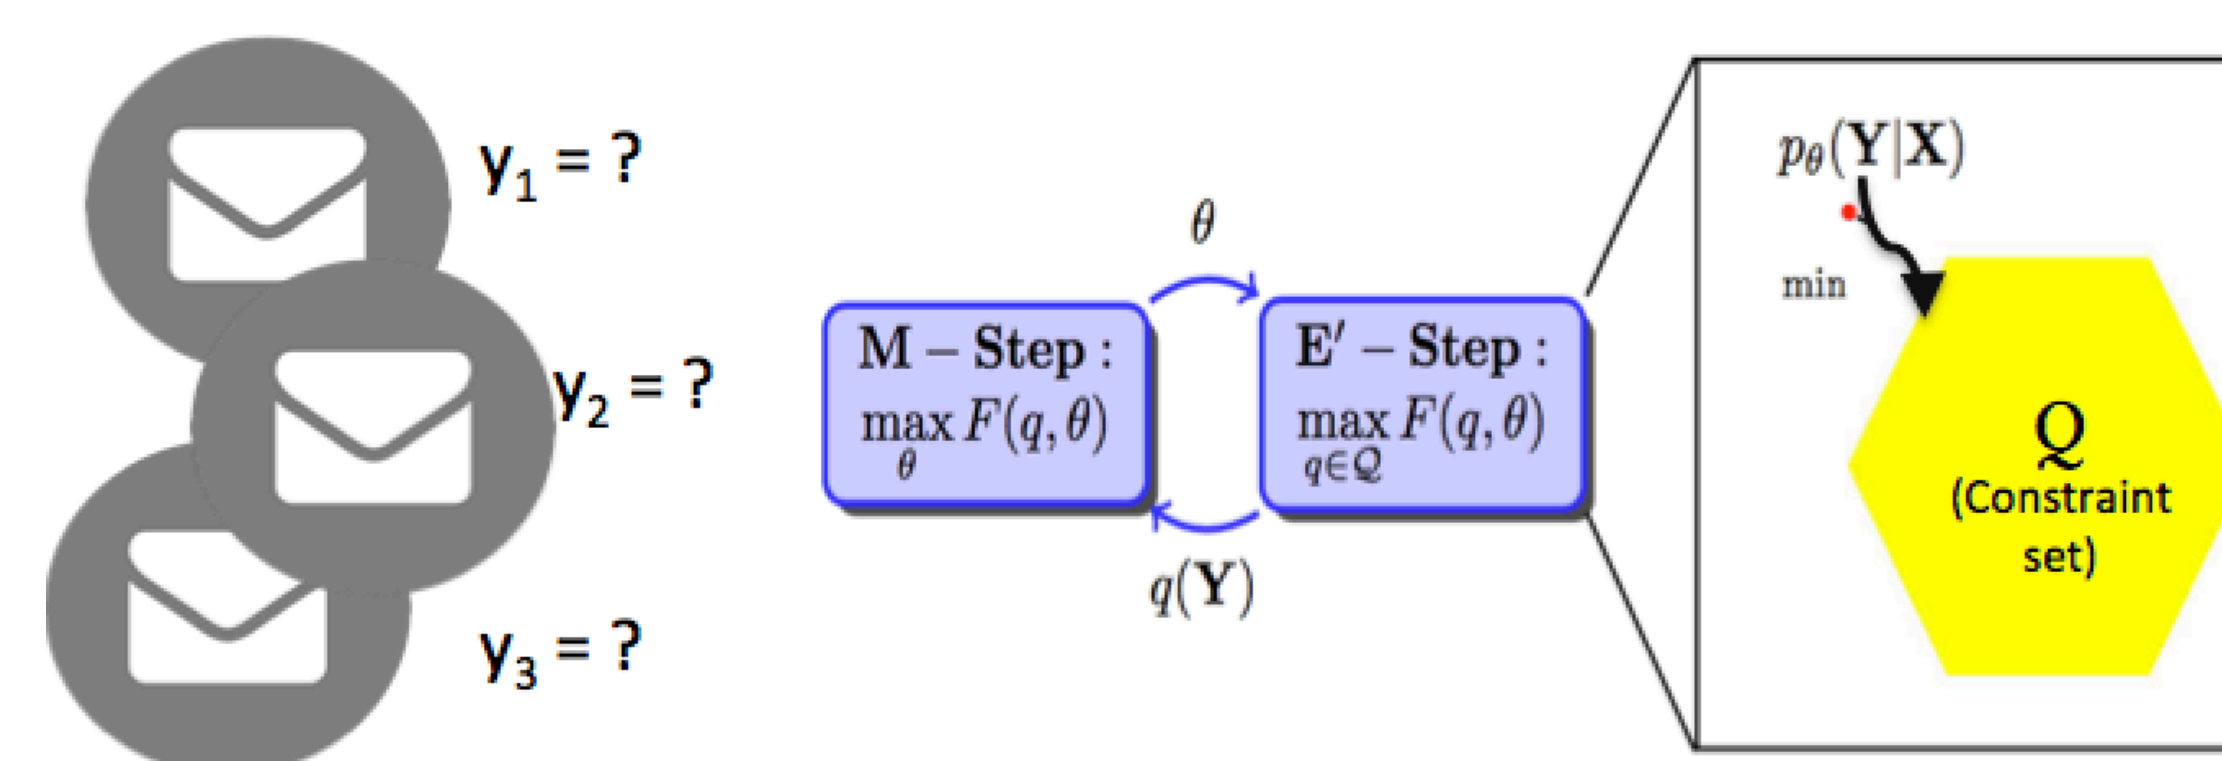 y₁ = ?
y₂ = ?
y₃ = ?
θ
M – Step :
max F(q, θ)
θ
E′ – Step :
max F(q, θ)
q∈𝒬
q(Y)
pθ(Y|X)
min
Q
(Constraint
set)